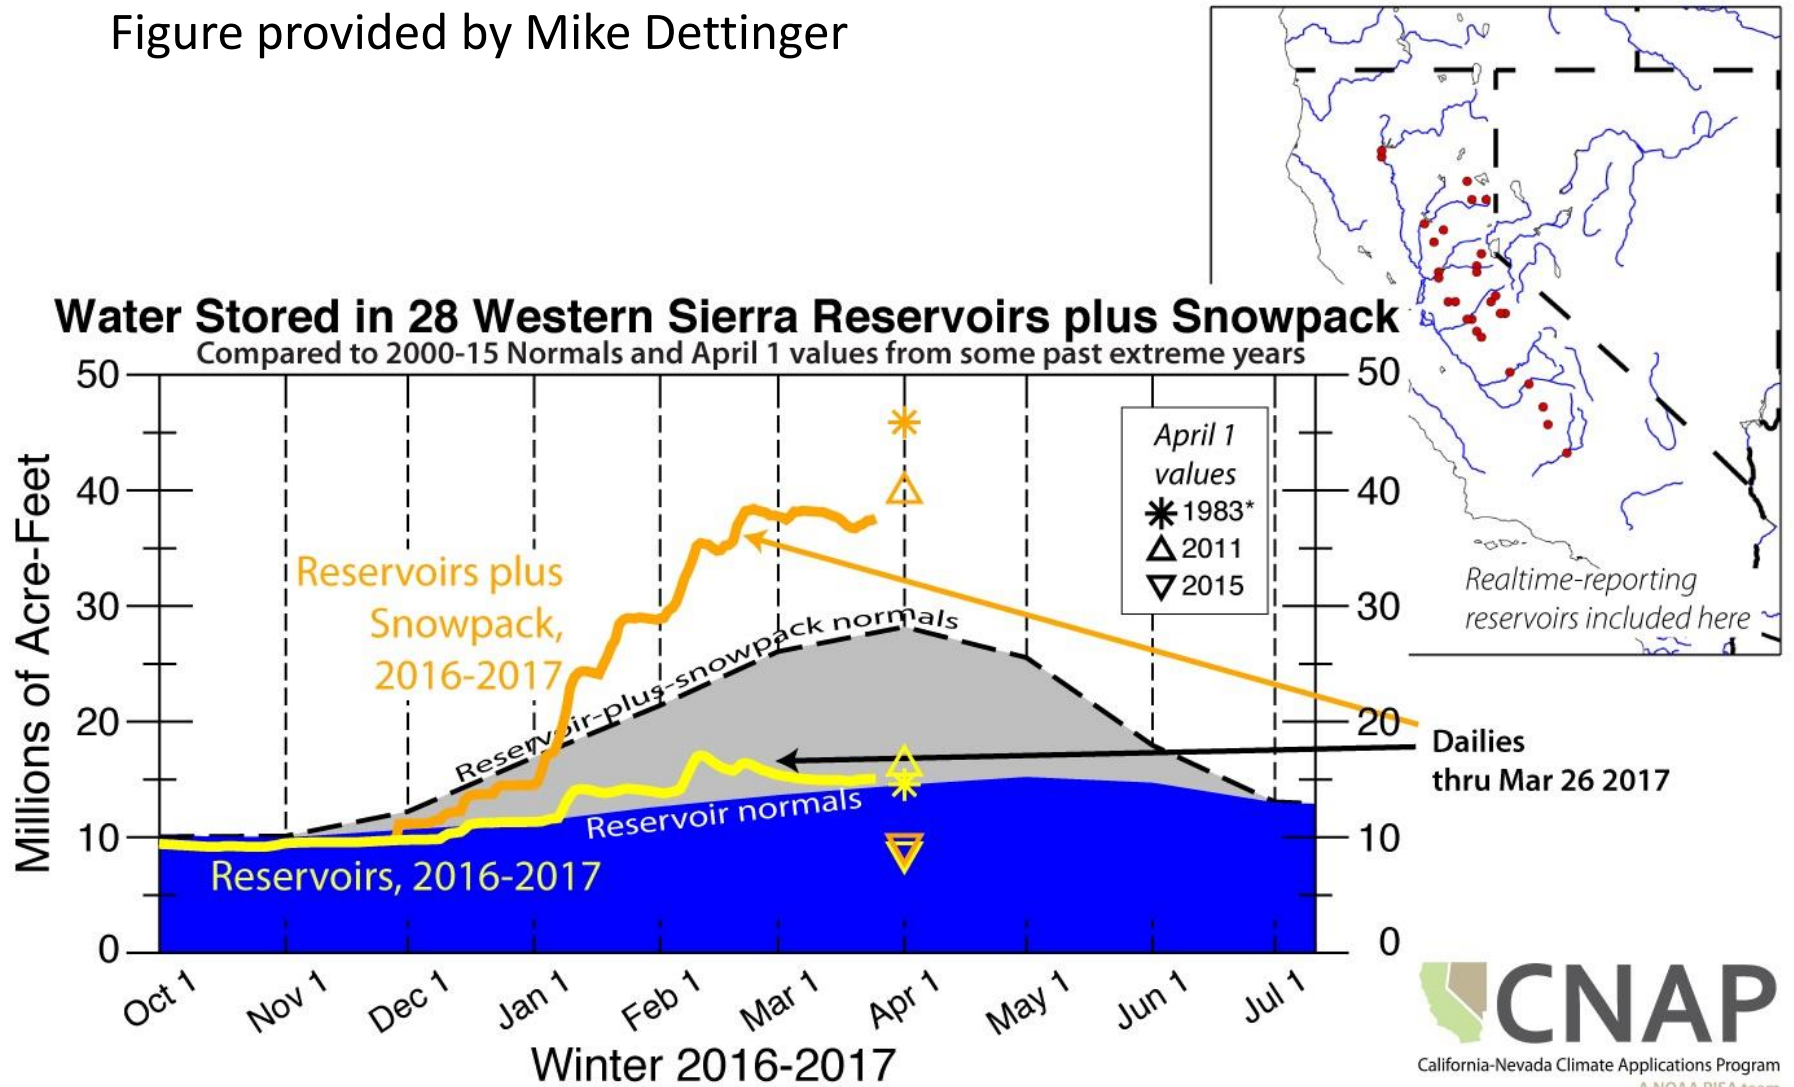 Figure provided by Mike Dettinger
Water Stored in 28 Western Sierra Reservoirs plus Snowpack
Compared to 2000-15 Normals and April 1 values from some past extreme years
Millions of Acre-Feet
50
40
30
20
10
0
50
40
30
20
10
0
April 1
values
1983*
2011
2015
Reservoirs plus
Snowpack,
2016-2017
Reservoir-plus-snowpack normals
Reservoir normals
Reservoirs, 2016-2017
Realtime-reporting
reservoirs included here
Dailies
thru Mar 26 2017
Oct 1
Nov 1
Dec 1
Jan 1
Feb 1
Mar 1
Apr 1
May 1
Jun 1
Jul 1
Winter 2016-2017
CNAP
California-Nevada Climate Applications Program
A NOAA RISA team